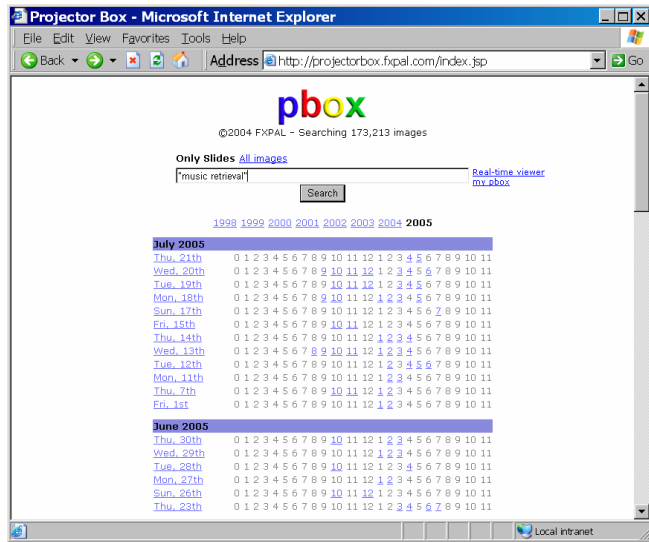 Projector Box - Microsoft Internet Explorer
File Edit View Favorites Tools Help
Back Address http://projectorbox.fxpal.com/index.jsp Go
pbox
©2004 FXPAL - Searching 173,213 images
Only Slides All images
"music retrieval" Real-time viewer
my pbox
Search
1998 1999 2000 2001 2002 2003 2004 2005
July 2005
Thu, 21th 0 1 2 3 4 5 6 7 8 9 10 11 12 1 2 3 4 5 6 7 8 9 10 11
Wed, 20th 0 1 2 3 4 5 6 7 8 9 10 11 12 1 2 3 4 5 6 7 8 9 10 11
Tue, 19th 0 1 2 3 4 5 6 7 8 9 10 11 12 1 2 3 4 5 6 7 8 9 10 11
Mon, 18th 0 1 2 3 4 5 6 7 8 9 10 11 12 1 2 3 4 5 6 7 8 9 10 11
Sun, 17th 0 1 2 3 4 5 6 7 8 9 10 11 12 1 2 3 4 5 6 7 8 9 10 11
Fri, 15th 0 1 2 3 4 5 6 7 8 9 10 11 12 1 2 3 4 5 6 7 8 9 10 11
Thu, 14th 0 1 2 3 4 5 6 7 8 9 10 11 12 1 2 3 4 5 6 7 8 9 10 11
Wed, 13th 0 1 2 3 4 5 6 7 8 9 10 11 12 1 2 3 4 5 6 7 8 9 10 11
Tue, 12th 0 1 2 3 4 5 6 7 8 9 10 11 12 1 2 3 4 5 6 7 8 9 10 11
Mon, 11th 0 1 2 3 4 5 6 7 8 9 10 11 12 1 2 3 4 5 6 7 8 9 10 11
Thu, 7th 0 1 2 3 4 5 6 7 8 9 10 11 12 1 2 3 4 5 6 7 8 9 10 11
Fri, 1st 0 1 2 3 4 5 6 7 8 9 10 11 12 1 2 3 4 5 6 7 8 9 10 11
June 2005
Thu, 30th 0 1 2 3 4 5 6 7 8 9 10 11 12 1 2 3 4 5 6 7 8 9 10 11
Wed, 29th 0 1 2 3 4 5 6 7 8 9 10 11 12 1 2 3 4 5 6 7 8 9 10 11
Tue, 28th 0 1 2 3 4 5 6 7 8 9 10 11 12 1 2 3 4 5 6 7 8 9 10 11
Mon, 27th 0 1 2 3 4 5 6 7 8 9 10 11 12 1 2 3 4 5 6 7 8 9 10 11
Sun, 26th 0 1 2 3 4 5 6 7 8 9 10 11 12 1 2 3 4 5 6 7 8 9 10 11
Thu, 23th 0 1 2 3 4 5 6 7 8 9 10 11 12 1 2 3 4 5 6 7 8 9 10 11
Local intranet